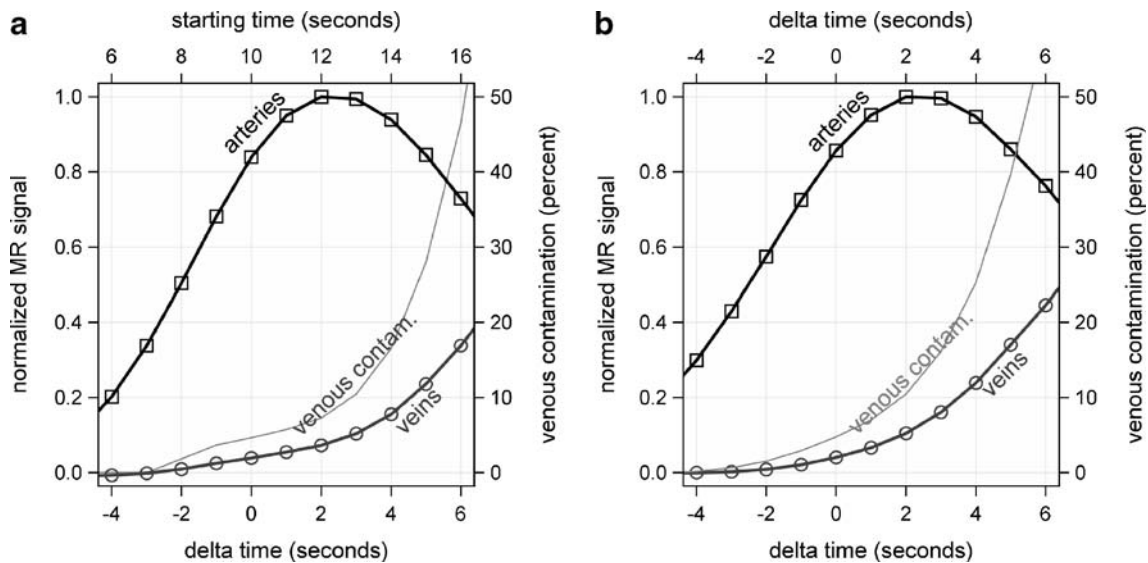 a
starting time (seconds)
6 8 10 12 14 16
1.0
0.8
0.6
0.4
0.2
0.0
normalized MR signal
arteries
venous contam.
veins
50
40
30
20
10
0
venous contamination (percent)
-4 -2 0 2 4 6
delta time (seconds)
b
delta time (seconds)
-4 -2 0 2 4 6
1.0
0.8
0.6
0.4
0.2
0.0
normalized MR signal
arteries
venous contam.
veins
50
40
30
20
10
0
venous contamination (percent)
-4 -2 0 2 4 6
delta time (seconds)